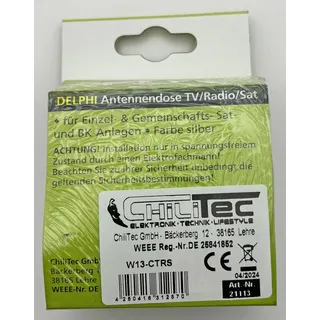 DELPHI Antennendose TV/Radio/Sat
• für Einzel- & Gemeinschafts- Sat-
und BK Anlagen • Farbe silber
ACHTUNG! Installation nur in spannungsfreiem
Zustand durch einen Elektrofachmann!
Beachten Sie zu ihrer Sicherheit unbedingt die
geltenden Sicherheitsvorschriften!
CHILITEC
ELEKTRONIK-TECHNIK-LIFESTYLE
ChiliTec GmbH - Bäckerberg 12 - 38165 Lehre
WEEE Reg.-Nr.DE 25841852
W13-CTRS
CE
04/2024
Art.-Nr.
21113
4 250416 312870